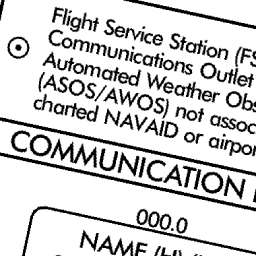 Flight Service Station (FS
Communications Outlet
Automated Weather Obs
(ASOS/AWOS) not assoc
charted NAVAID or airpor
COMMUNICATION
000.0
NAME (H)